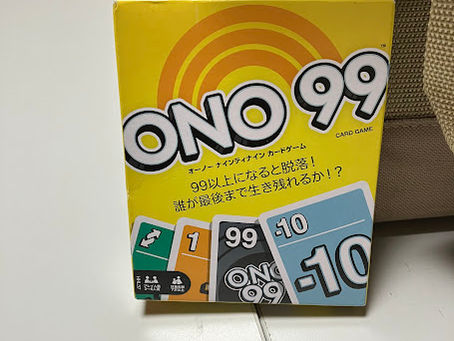 ONO 99
TM
CARD GAME
オーノー ナインティナイン カードゲーム
99以上になると脱落！
誰が最後まで生き残れるか！？
1
99
ONO
99
-10
-10